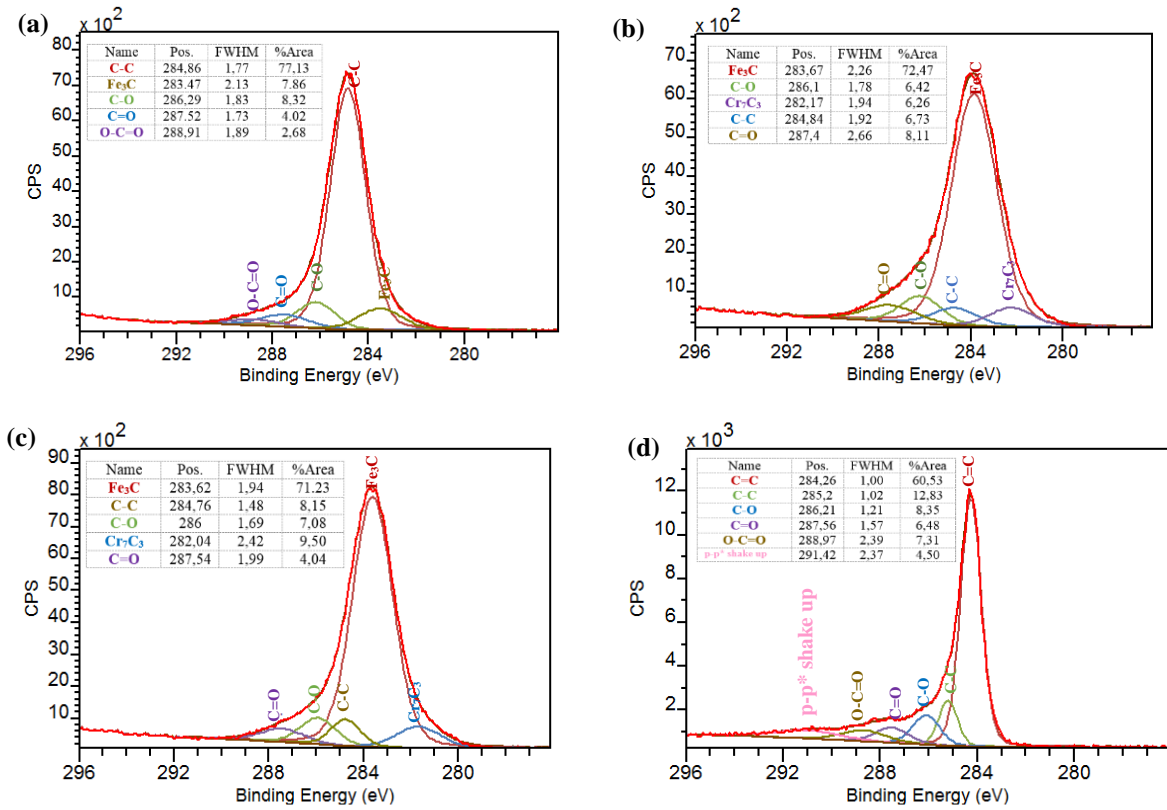 (a)
x 10²
80
70
60
50
40
30
20
10
CPS
Name Pos. FWHM %Area
C-C 284,86 1,77 77,13
Fe₃C 283.47 2.13 7.86
C-O 286,29 1.83 8,32
C=O 287.52 1.73 4.02
O-C=O 288,91 1.89 2,68
O-C=O
C=O
C-O
C-C
Fe₃C
296 292 288 284 280
Binding Energy (eV)
(b)
x 10²
70
60
50
40
30
20
10
CPS
Name Pos. FWHM %Area
Fe₃C 283,67 2,26 72,47
C-O 286,1 1,78 6,42
Cr₇C₃ 282,17 1,94 6,26
C-C 284,84 1,92 6,73
C=O 287,4 2,66 8,11
C=O
C-O
C-C
Fe₃C
Cr₇C₃
296 292 288 284 280
Binding Energy (eV)
(c)
x 10²
90
80
70
60
50
40
30
20
10
CPS
Name Pos. FWHM %Area
Fe₃C 283,62 1,94 71.23
C-C 284,76 1,48 8,15
C-O 286 1,69 7,08
Cr₇C₃ 282,04 2,42 9,50
C=O 287,54 1,99 4,04
C=O
C-O
C-C
Fe₃C
Cr₇C₃
296 292 288 284 280
Binding Energy (eV)
(d)
x 10³
12
10
8
6
4
2
CPS
Name Pos. FWHM %Area
C=C 284,26 1,00 60,53
C-C 285,2 1,02 12,83
C-O 286,21 1,21 8,35
C=O 287,56 1,57 6,48
O-C=O 288,97 2,39 7,31
p-p* shake up 291,42 2,37 4,50
p-p* shake up
O-C=O
C=O
C-O
C-C
C=C
296 292 288 284 280
Binding Energy (eV)